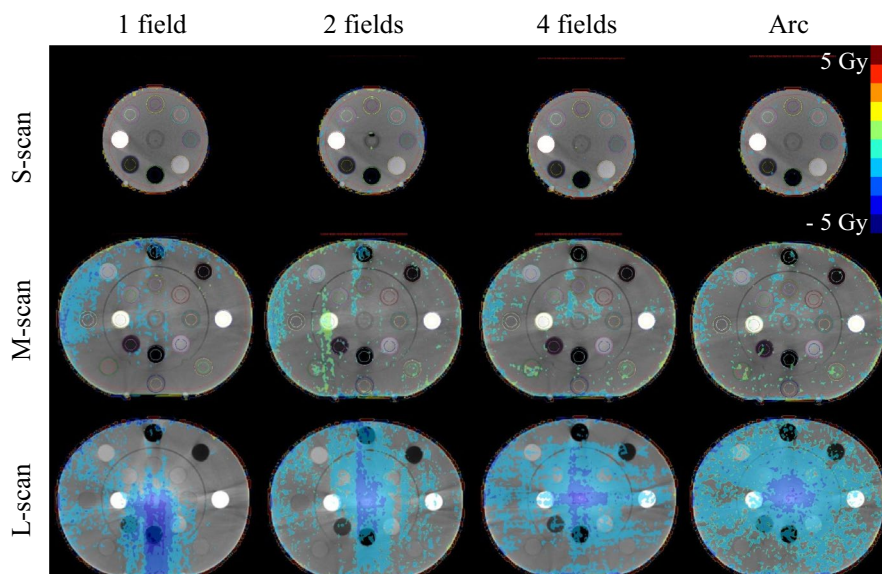 1 field
2 fields
4 fields
Arc
5 Gy
S-scan
- 5 Gy
M-scan
L-scan